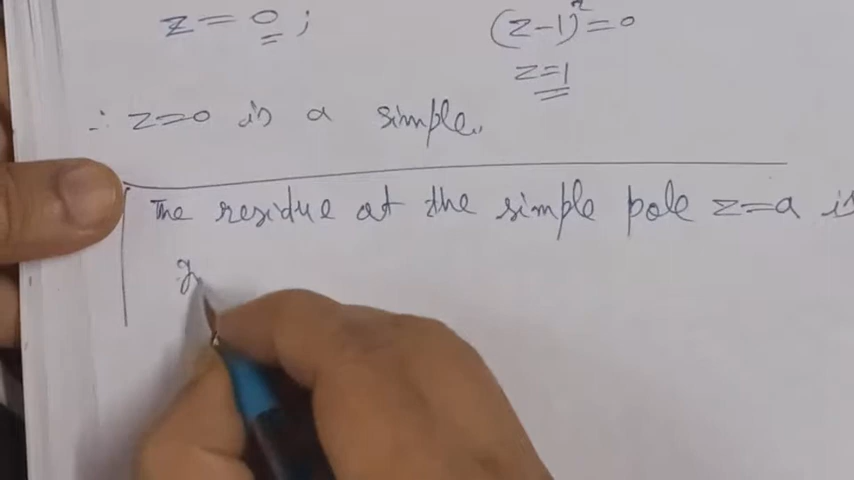 z = 0 ; (z-1)² = 0
z=1
∴ z=0 is a simple.
The residue at the simple pole z=a is